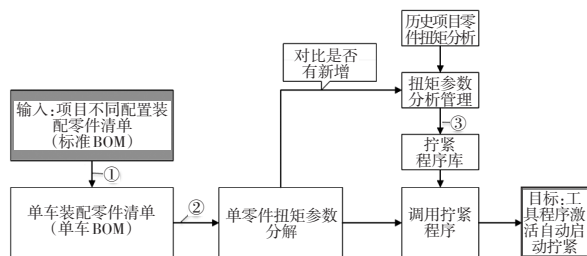 历史项目零
件扭矩分析
对比是否
有新增
扭矩参数
分析管理
输入:项目不同配置装
配零件清单
（标准BOM）
③
拧紧
程序库
①
单车装配零件清单
（单车BOM）
②
单零件扭矩参数
分解
调用拧紧
程序
目标:工
具程序激
活自动启
动拧紧